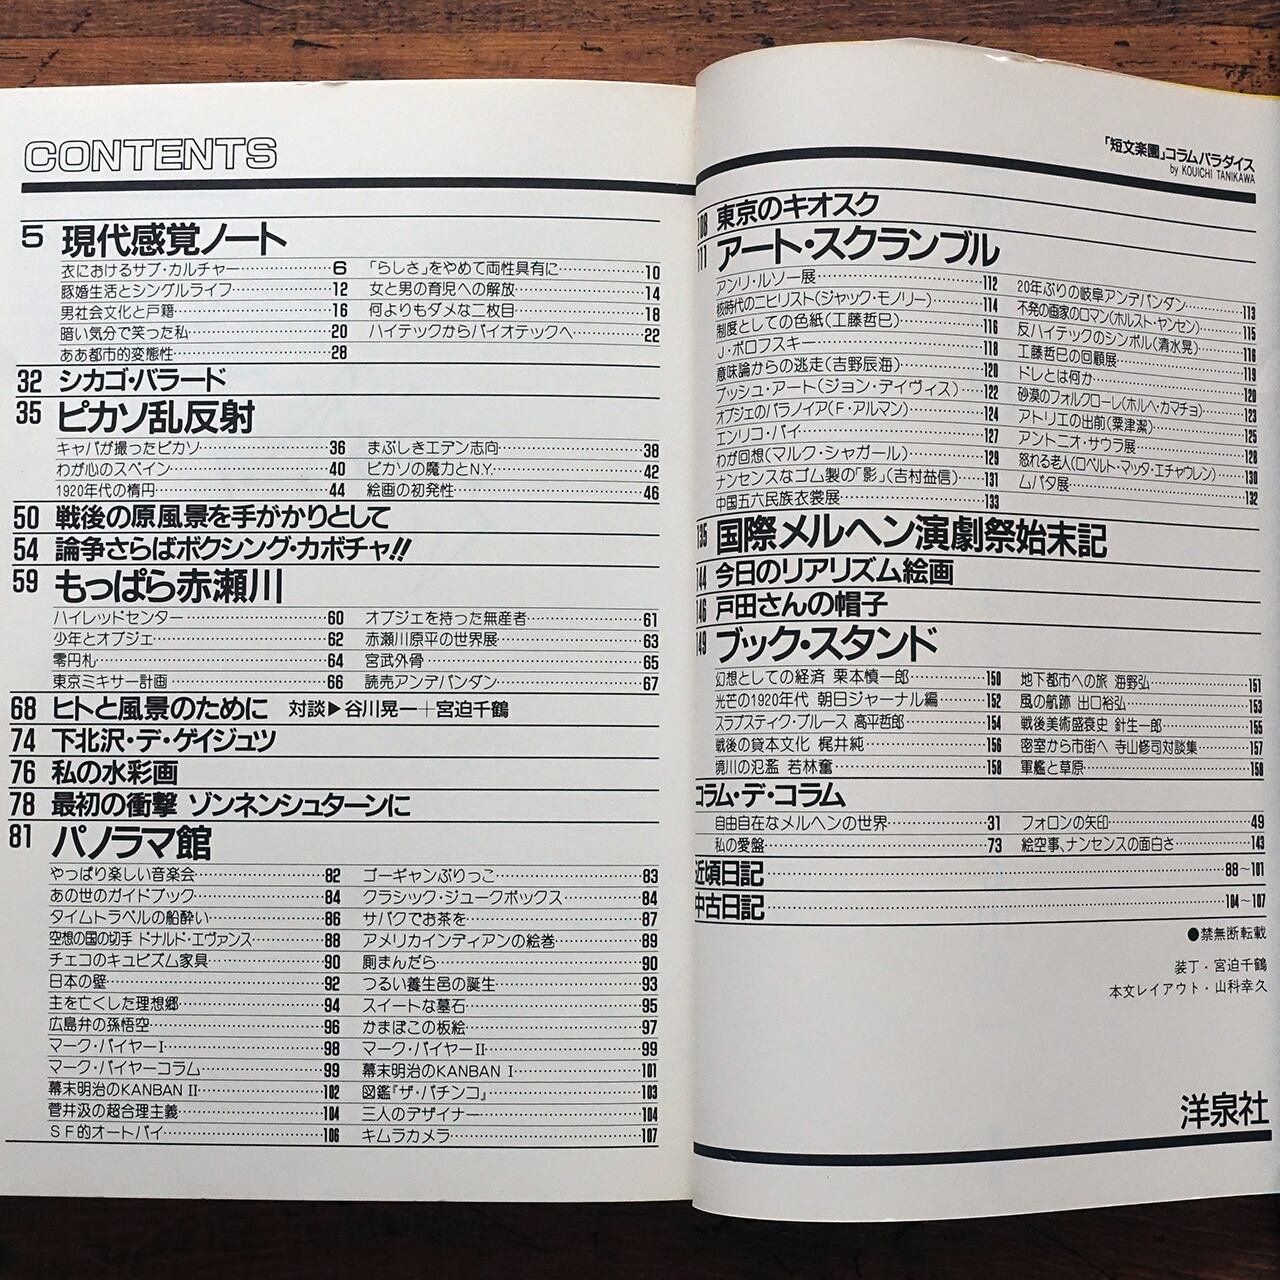 CONTENTS
5 現代感覚ノート
衣におけるサブ・カルチャー 6 「らしさ」をやめて両性具有に 10
豚婚生活とシングルライフ 12 女と男の育児への解放 14
男社会文化と戸籍 16 何よりもダメな二枚目 18
暗い気分で笑った私 20 ハイテックからバイオテックへ 22
ああ都市的変態性 28
32 シカゴ・バラード
35 ピカソ乱反射
キャパが撮ったピカソ 36 まぶしきエデン志向 38
わが心のスペイン 40 ピカソの魔力とN.Y. 42
1920年代の楕円 44 絵画の初発性 46
50 戦後の原風景を手がかりとして
54 論争さらばボクシング・カボチャ!!
59 もっぱら赤瀬川
ハイレッドセンター 60 オブジェを持った無産者 61
少年とオブジェ 62 赤瀬川原平の世界展 63
零円札 64 宮武外骨 65
東京ミキサー計画 66 読売アンデパンダン 67
68 ヒトと風景のために 対談▶谷川晃一＋宮迫千鶴
74 下北沢・デ・ゲイジュツ
76 私の水彩画
78 最初の衝撃 ゾンネンシュターンに
81 パノラマ館
やっぱり楽しい音楽会 82 ゴーギャンぶりっこ 83
あの世のガイドブック 84 クラシック・ジュークボックス 84
タイムトラベルの船酔い 86 サバクでお茶を 87
空想の国の切手 ドナルド・エヴァンス 88 アメリカインディアンの絵巻 89
チェコのキュビズム家具 90 厠まんだら 90
日本の壁 92 つるい養生邑の誕生 93
主を亡くした理想郷 94 スイートな墓石 95
広島弁の孫悟空 96 かまぼこの板絵 97
マーク・バイヤーⅠ 98 マーク・バイヤーⅡ 99
マーク・バイヤーコラム 99 幕末明治のKANBAN Ⅰ 101
幕末明治のKANBAN Ⅱ 102 図鑑『ザ・パチンコ』 103
菅井汲の超合理主義 104 三人のデザイナー 104
SF的オートバイ 106 キムラカメラ 107
「短文楽園」コラムパラダイス
by KOUICHI TANIKAWA
108 東京のキオスク
111 アート・スクランブル
アンリ・ルソー展 112 20年ぶりの岐阜アンデパンダン 113
核時代のニヒリスト(ジャック・モノリー) 114 不発の画家のロマン(ホルスト・ヤンセン) 115
制度としての色紙(工藤哲巳) 116 反ハイテックのシンボル(清水晃) 116
J・ボロフスキー 118 工藤哲巳の回顧展 119
意味論からの逃走(吉野辰海) 120 ドレとは何か 120
プッシュ・アート(ジョン・デイヴィス) 122 砂漠のフォルクローレ(ホルヘ・カマチョ) 123
オブジェのパラノイア(F・アルマン) 124 アトリエの出前(粟津潔) 125
エンリコ・バイ 127 アントニオ・サウラ展 128
わが回想(マルク・シャガール) 129 怒れる老人(ロベルト・マッタ・エチャウレン) 130
ナンセンスなゴム製の「影」(吉村益信) 131 ムパタ展 132
中国五六民族衣裳展 133
135 国際メルヘン演劇祭始末記
144 今日のリアリズム絵画
146 戸田さんの帽子
149 ブック・スタンド
幻想としての経済 栗本慎一郎 150 地下都市への旅 海野弘 151
光芒の1920年代 朝日ジャーナル編 152 風の航跡 出口裕弘 153
スラプスティク・ブルース 高平哲郎 154 戦後美術盛衰史 針生一郎 155
戦後の貸本文化 梶井純 156 密室から市街へ 寺山修司対談集 157
境川の氾濫 若林奮 158 軍艦と草原 158
コラム・デ・コラム
自由自在なメルヘンの世界 31 フォロンの矢印 49
私の愛盤 73 絵空事、ナンセンスの面白さ 143
近頃日記 88～101
中古日記 104～107
●禁無断転載
装丁・宮迫千鶴
本文レイアウト・山科幸久
洋泉社